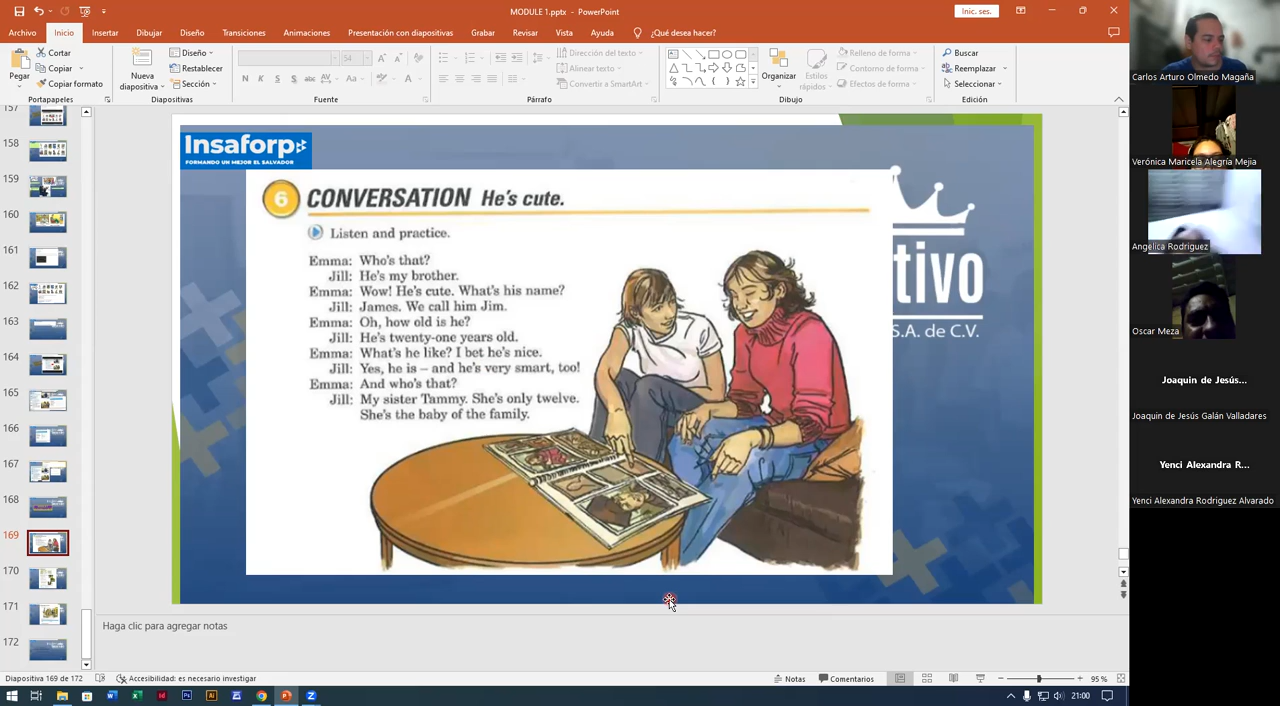 MODULE 1.pptx - PowerPoint
Inic. ses.
Archivo Inicio Insertar Dibujar Diseño Transiciones Animaciones Presentación con diapositivas Grabar Revisar Vista Ayuda ¿Qué desea hacer?
Pegar
Cortar
Copiar
Copiar formato
Portapapeles
Nueva diapositiva
Diseño
Restablecer
Sección
Diapositivas
54
N K S S abc AV Aa A
Fuente
Dirección del texto
Alinear texto
Convertir a SmartArt
Párrafo
Organizar
Estilos rápidos
Relleno de forma
Contorno de forma
Efectos de forma
Dibujo
Buscar
Reemplazar
Seleccionar
Edición
157
158
159
160
161
162
163
164
165
166
167
168
169
170
171
172
Insaforp
FORMANDO UN MEJOR EL SALVADOR
6 CONVERSATION He's cute.
Listen and practice.
Emma: Who's that?
Jill: He's my brother.
Emma: Wow! He's cute. What's his name?
Jill: James. We call him Jim.
Emma: Oh, how old is he?
Jill: He's twenty-one years old.
Emma: What's he like? I bet he's nice.
Jill: Yes, he is – and he's very smart, too!
Emma: And who's that?
Jill: My sister Tammy. She's only twelve.
She's the baby of the family.
tivo
S.A. de C.V.
Haga clic para agregar notas
Diapositiva 169 de 172
Accesibilidad: es necesario investigar
Notas
Comentarios
95 %
21:00
Carlos Arturo Olmedo Magaña
Verónica Maricela Alegría Mejia
Angelica Rodriguez
Oscar Meza
Joaquin de Jesús...
Joaquin de Jesús Galán Valladares
Yenci Alexandra R...
Yenci Alexandra Rodriguez Alvarado